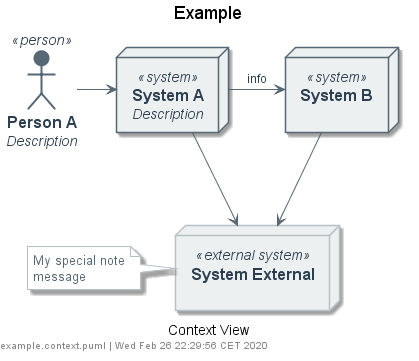 Example
«person»
Person A
Description
«system»
System A
Description
info
«system»
System B
«external system»
System External
My special note
message
Context View
example.context.puml | Wed Feb 26 22:29:56 CET 2020